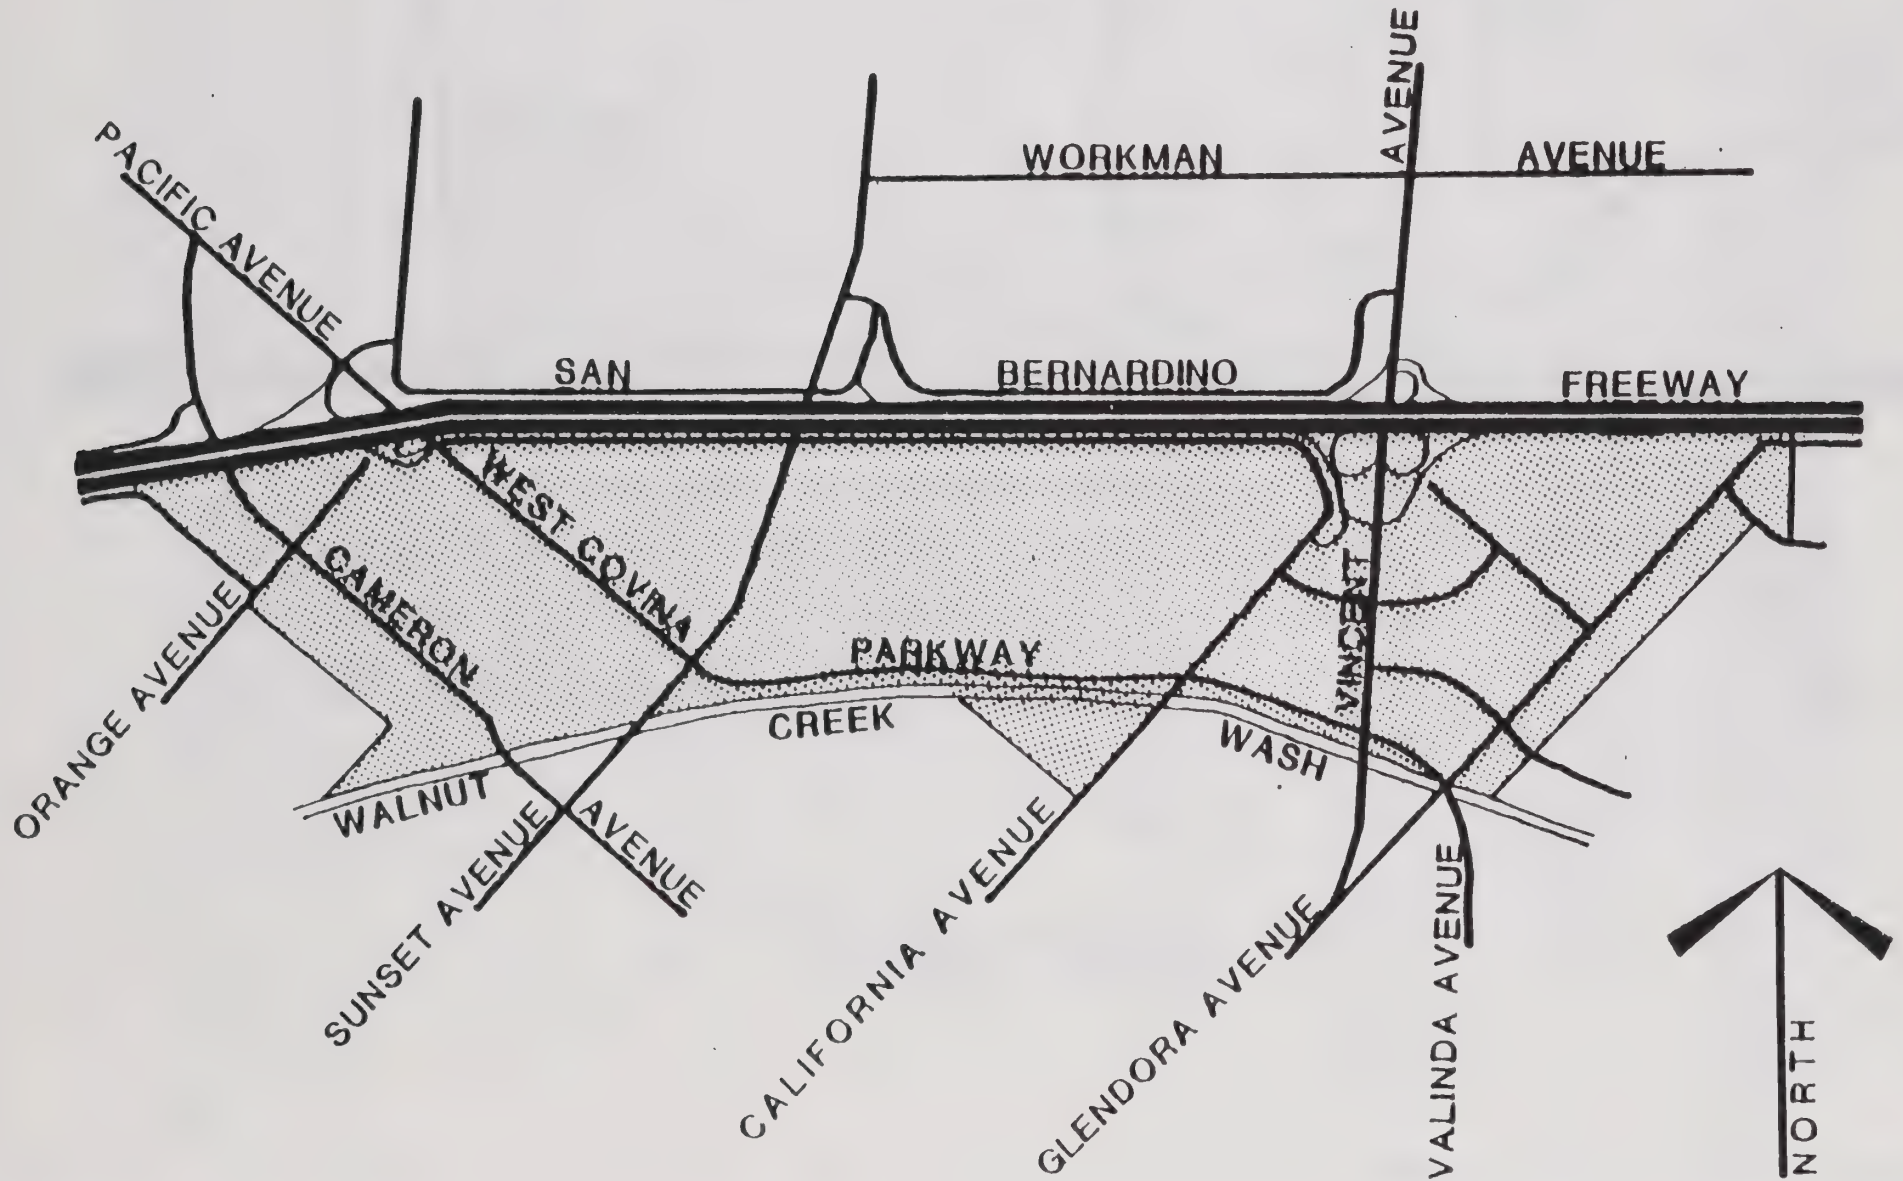 AVENUE
WORKMAN AVENUE
PACIFIC AVENUE
SAN BERNARDINO FREEWAY
WEST COVINA
PARKWAY
CAMERON
AVENUE
VINCENT
ORANGE AVENUE
WALNUT CREEK WASH
SUNSET AVENUE
CALIFORNIA AVENUE
GLENDORA AVENUE
VALINDA AVENUE
NORTH